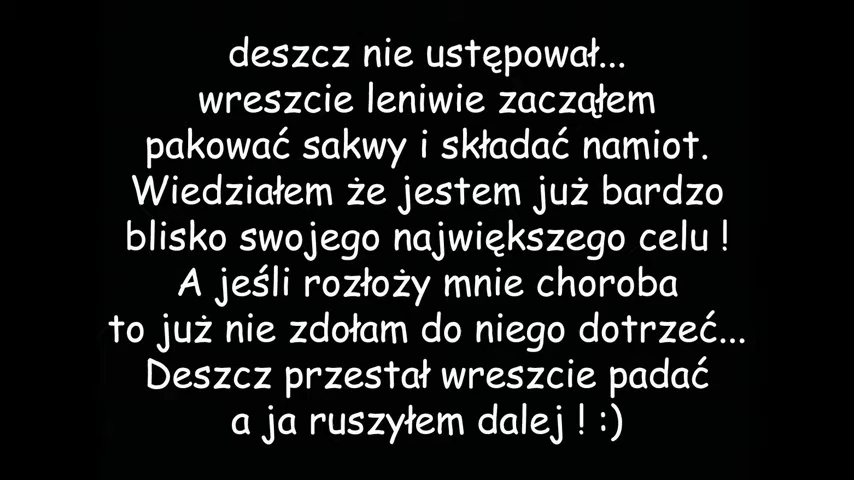 deszcz nie ustępował...
wreszcie leniwie zacząłem
pakować sakwy i składać namiot.
Wiedziałem że jestem już bardzo
blisko swojego największego celu !
A jeśli rozłoży mnie choroba
to już nie zdołam do niego dotrzeć...
Deszcz przestał wreszcie padać
a ja ruszyłem dalej ! :)